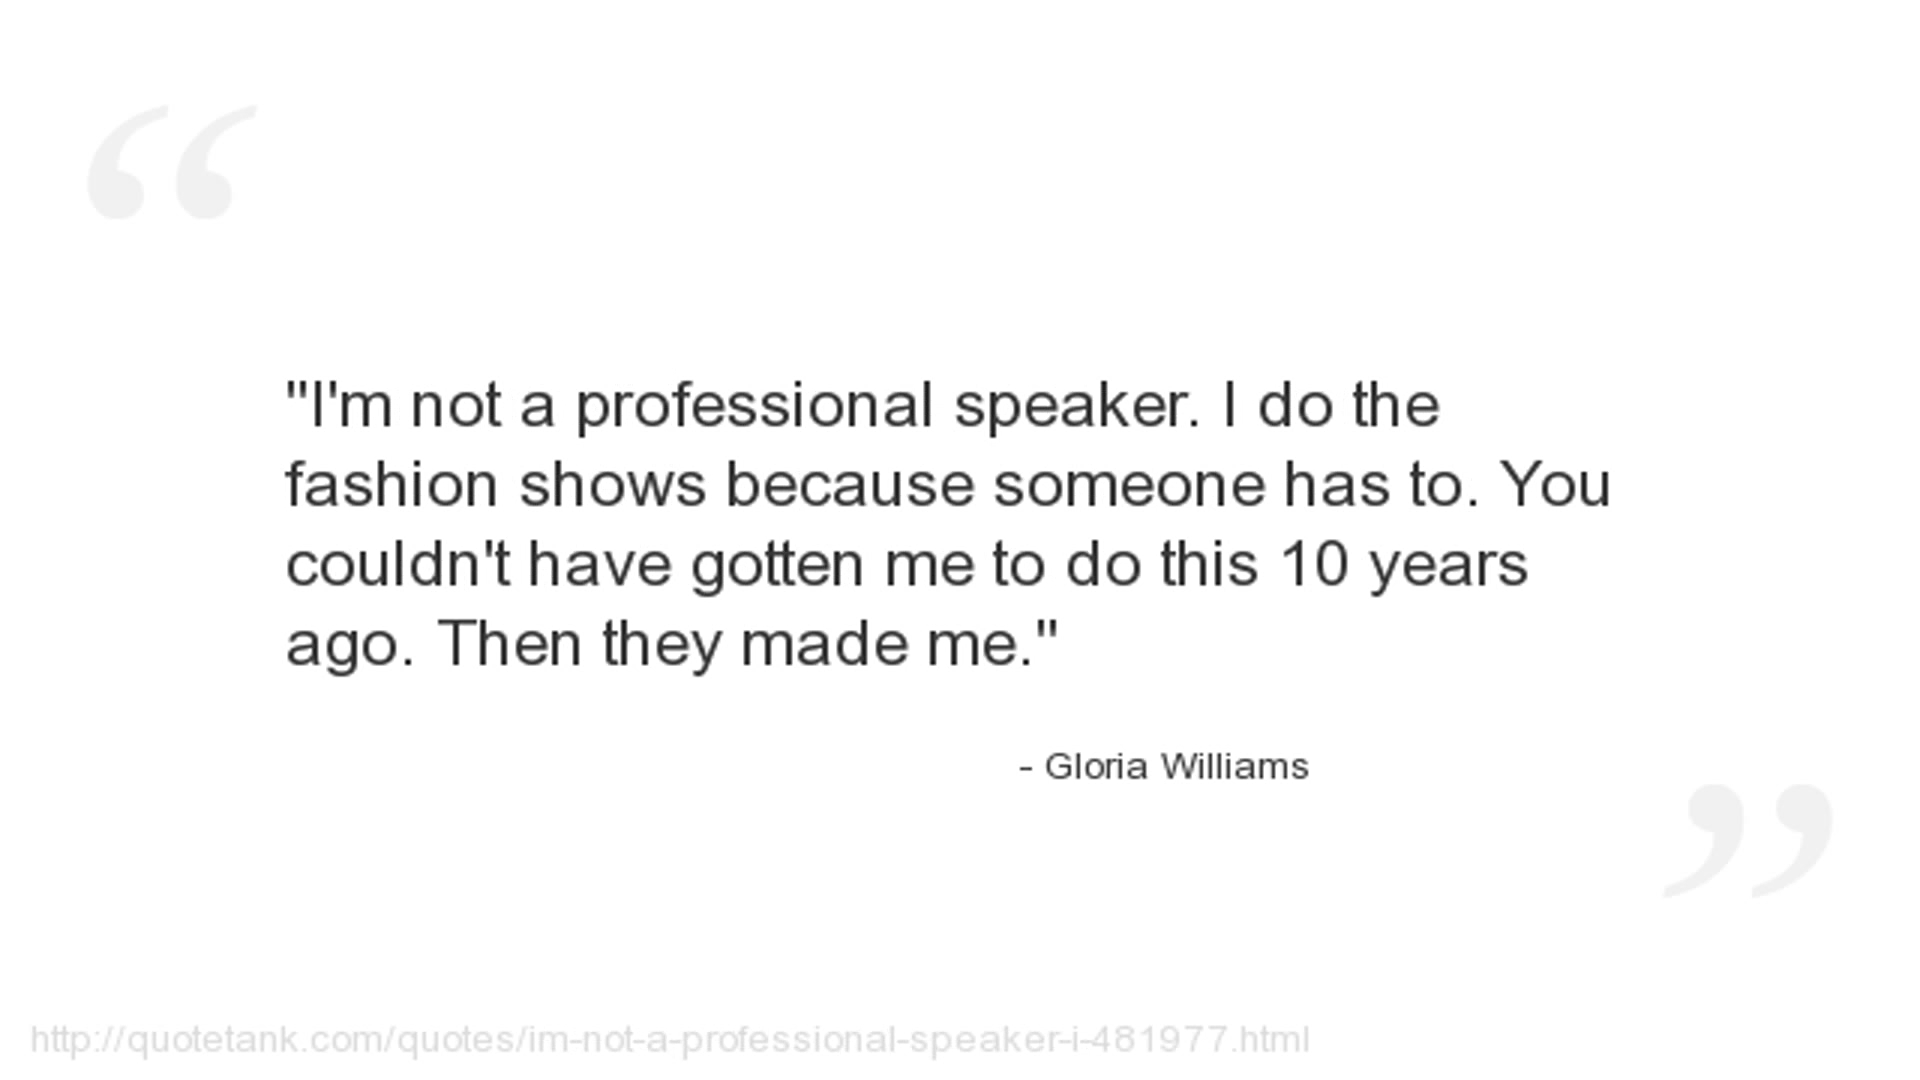 "I'm not a professional speaker. I do the
fashion shows because someone has to. You
couldn't have gotten me to do this 10 years
ago. Then they made me."
- Gloria Williams
http://quotetank.com/quotes/im-not-a-professional-speaker-i-481977.html